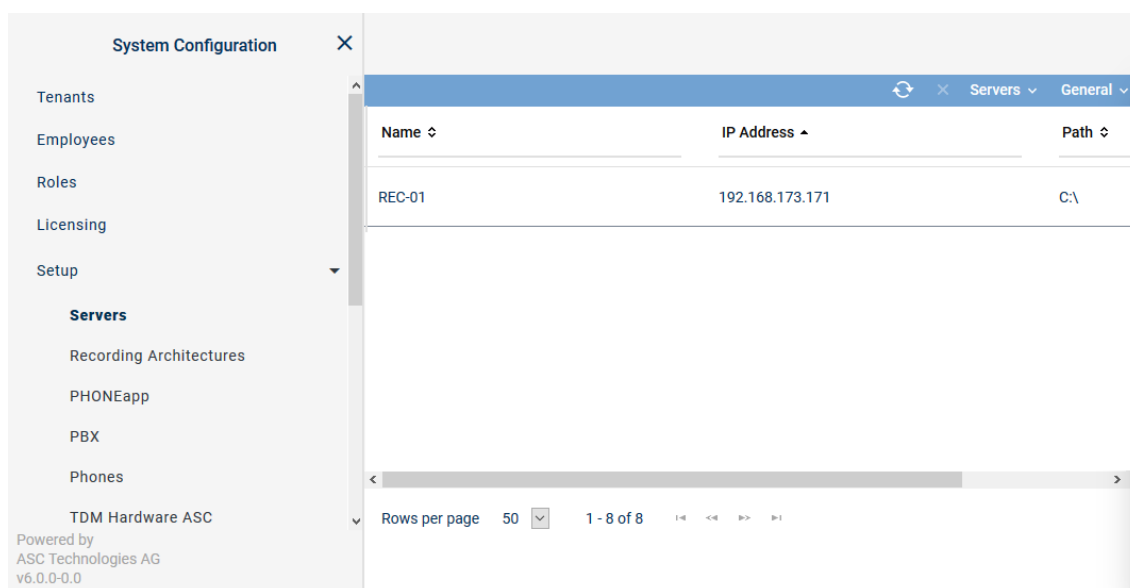 System Configuration
Tenants
Employees
Roles
Licensing
Setup
Servers
Recording Architectures
PHONEapp
PBX
Phones
TDM Hardware ASC
Powered by
ASC Technologies AG
v6.0.0-0.0
Servers General
Name IP Address Path
REC-01 192.168.173.171 C:\
Rows per page 50 1 - 8 of 8